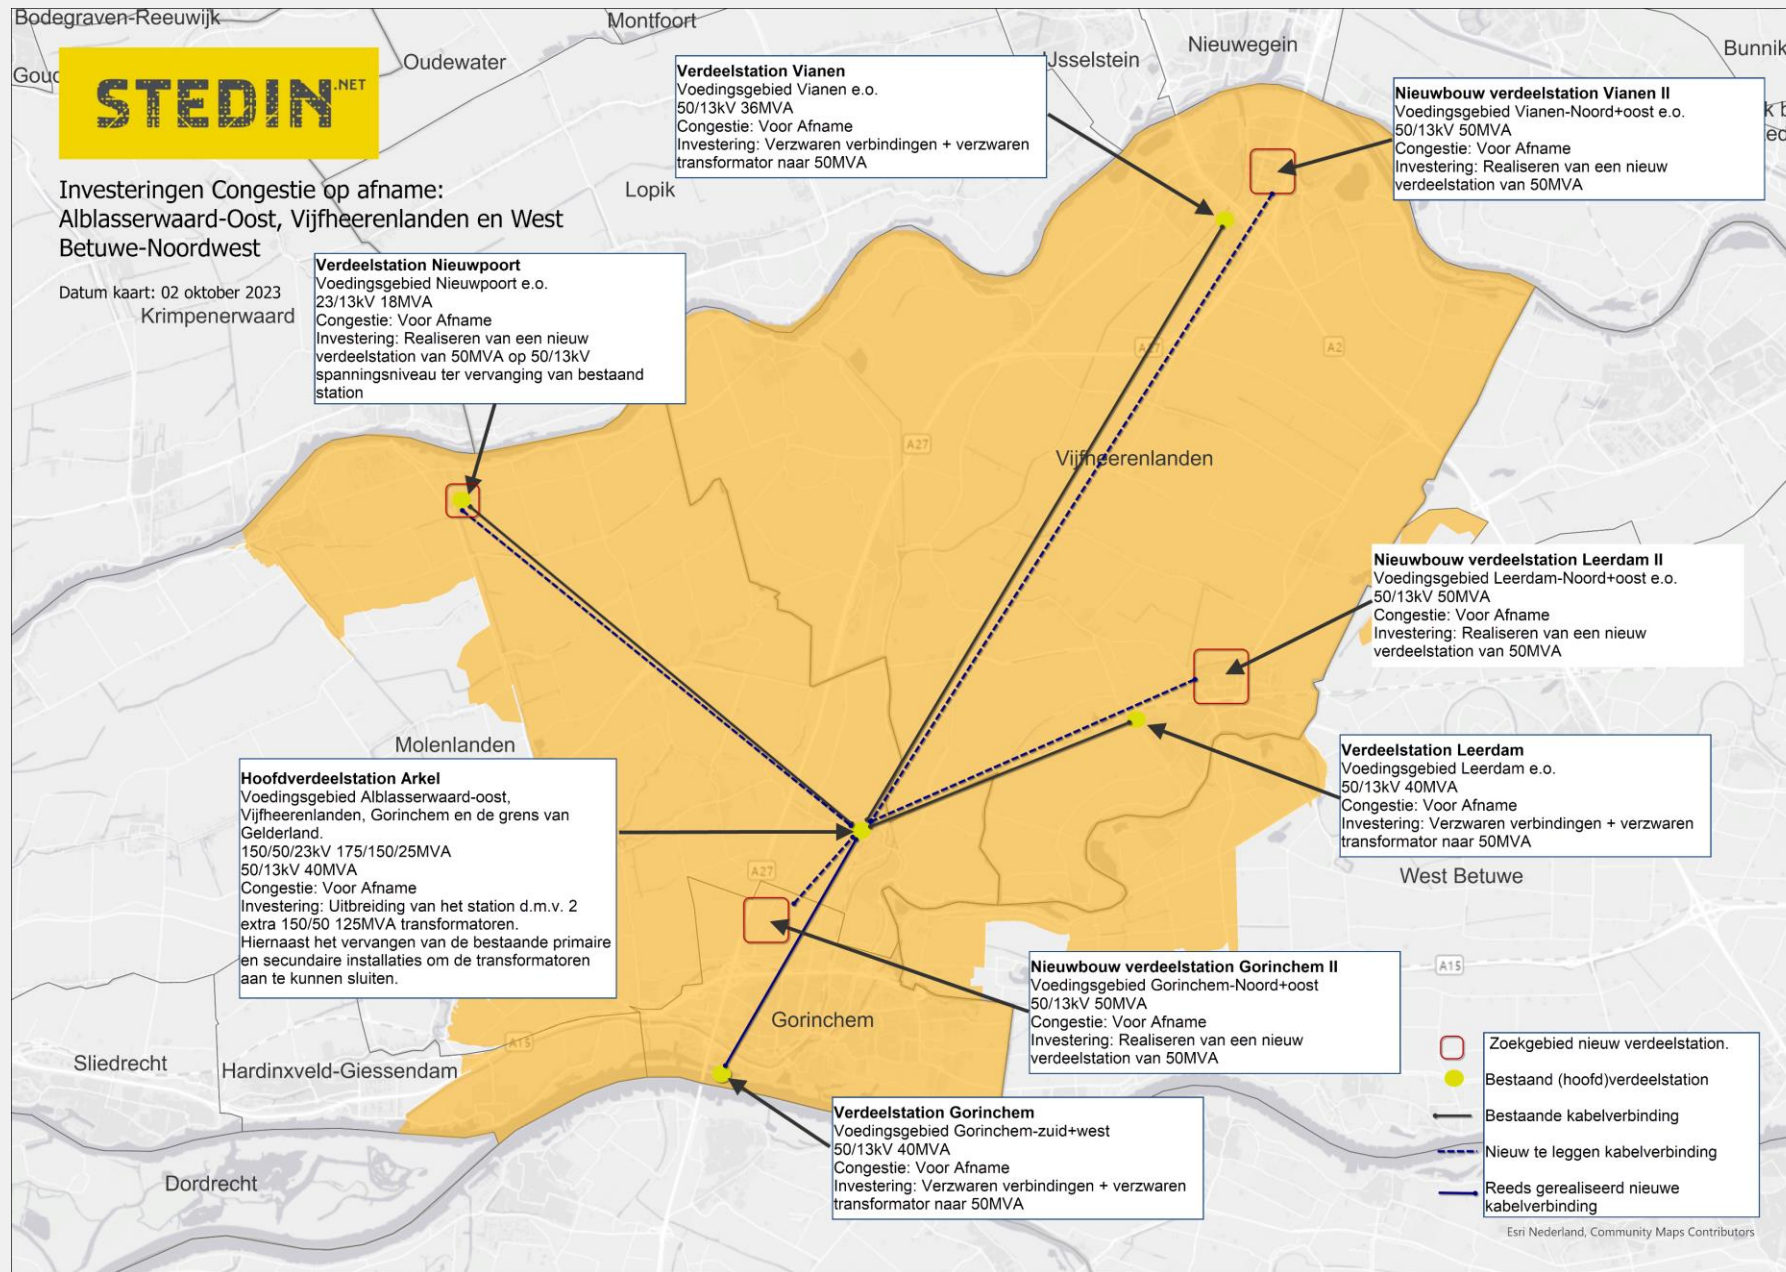 Bodegraven-Reeuwijk
Montfoort
Oudewater
IJsselstein
Nieuwegein
Bunnik
STEDIN.NET
Investeringen Congestie op afname:
Alblasserwaard-Oost, Vijfheerenlanden en West
Betuwe-Noordwest
Datum kaart: 02 oktober 2023
Krimpenerwaard
Lopik
Verdeelstation Vianen
Voedingsgebied Vianen e.o.
50/13kV 36MVA
Congestie: Voor Afname
Investering: Verzwaren verbindingen + verzwaren
transformator naar 50MVA
Nieuwbouw verdeelstation Vianen II
Voedingsgebied Vianen-Noord+oost e.o.
50/13kV 50MVA
Congestie: Voor Afname
Investering: Realiseren van een nieuw
verdeelstation van 50MVA
Verdeelstation Nieuwpoort
Voedingsgebied Nieuwpoort e.o.
23/13kV 18MVA
Congestie: Voor Afname
Investering: Realiseren van een nieuw
verdeelstation van 50MVA op 50/13kV
spanningsniveau ter vervanging van bestaand
station
A27
A2
A27
Vijfheerenlanden
Nieuwbouw verdeelstation Leerdam II
Voedingsgebied Leerdam-Noord+oost e.o.
50/13kV 50MVA
Congestie: Voor Afname
Investering: Realiseren van een nieuw
verdeelstation van 50MVA
Molenlanden
Verdeelstation Leerdam
Voedingsgebied Leerdam e.o.
50/13kV 40MVA
Congestie: Voor Afname
Investering: Verzwaren verbindingen + verzwaren
transformator naar 50MVA
Hoofdverdeelstation Arkel
Voedingsgebied Alblasserwaard-oost,
Vijfheerenlanden, Gorinchem en de grens van
Gelderland.
150/50/23kV 175/150/25MVA
50/13kV 40MVA
Congestie: Voor Afname
Investering: Uitbreiding van het station d.m.v. 2
extra 150/50 125MVA transformatoren.
Hiernaast het vervangen van de bestaande primaire
en secundaire installaties om de transformatoren
aan te kunnen sluiten.
A27
West Betuwe
A15
Nieuwbouw verdeelstation Gorinchem II
Voedingsgebied Gorinchem-Noord+oost
50/13kV 50MVA
Congestie: Voor Afname
Investering: Realiseren van een nieuw
verdeelstation van 50MVA
Gorinchem
A15
Sliedrecht
Hardinxveld-Giessendam
Dordrecht
Verdeelstation Gorinchem
Voedingsgebied Gorinchem-zuid+west
50/13kV 40MVA
Congestie: Voor Afname
Investering: Verzwaren verbindingen + verzwaren
transformator naar 50MVA
Zoekgebied nieuw verdeelstation.
Bestaand (hoofd)verdeelstation
Bestaande kabelverbinding
Nieuw te leggen kabelverbinding
Reeds gerealiseerd nieuwe
kabelverbinding
Esri Nederland, Community Maps Contributors